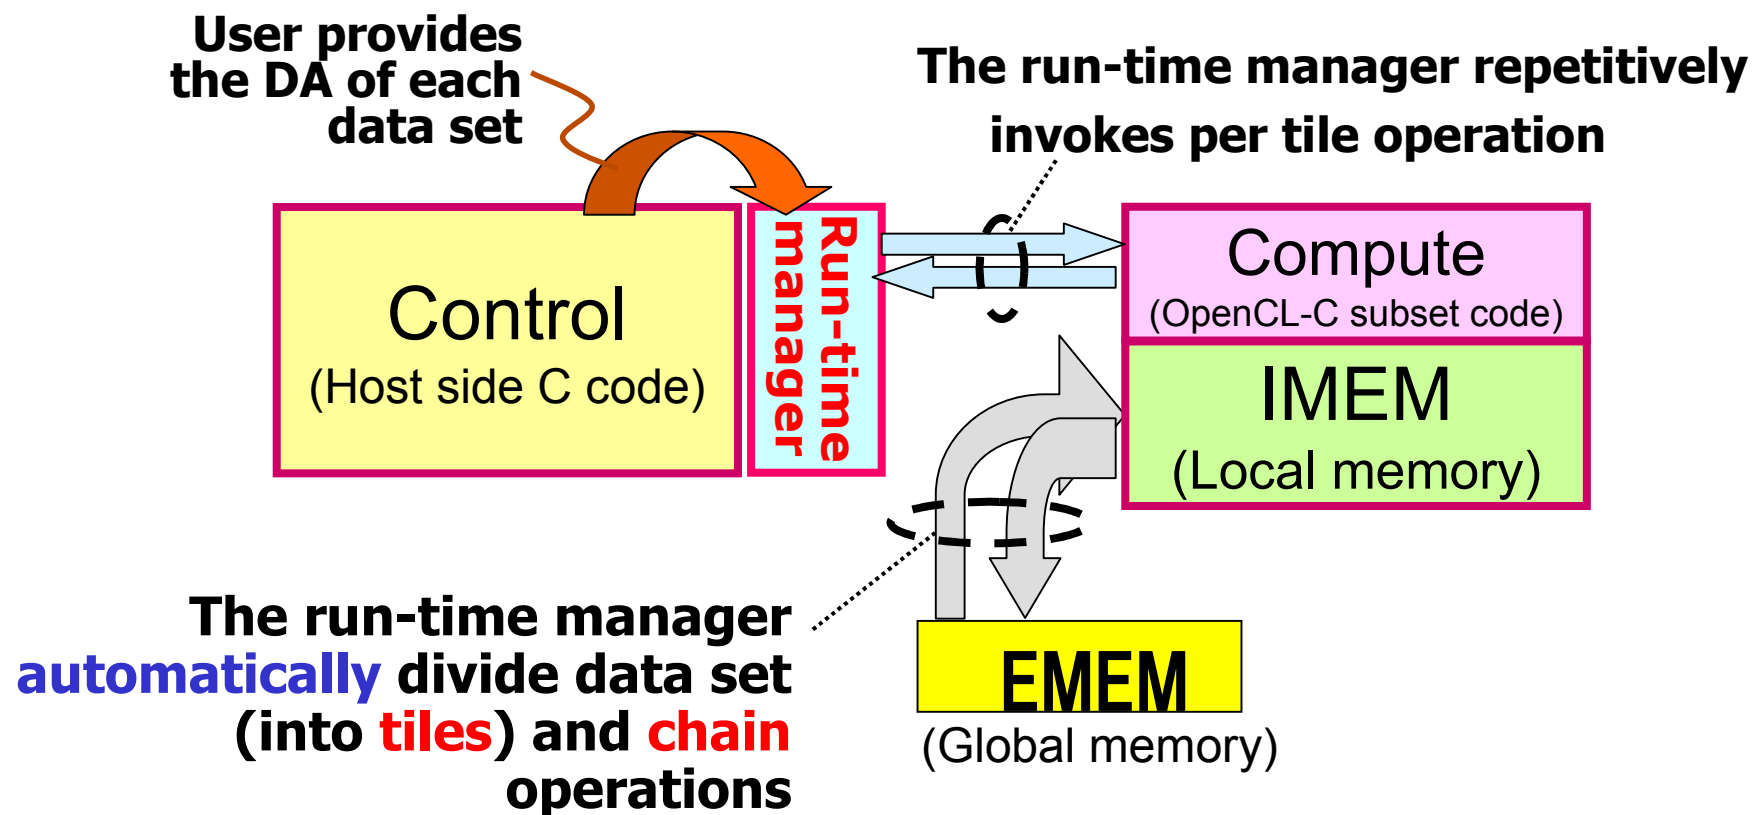 User provides
the DA of each
data set
The run-time manager repetitively
invokes per tile operation
Control
(Host side C code)
Run-time
manager
Compute
(OpenCL-C subset code)
IMEM
(Local memory)
The run-time manager
automatically divide data set
(into tiles) and chain
operations
EMEM
(Global memory)